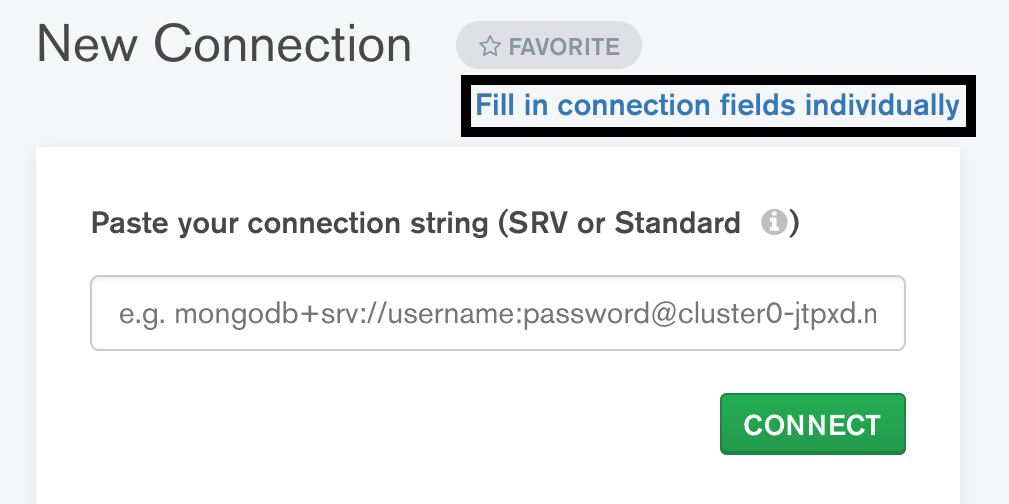 New Connection
FAVORITE
Fill in connection fields individually
Paste your connection string (SRV or Standard i)
e.g. mongodb+srv://username:password@cluster0-jtpxd.n
CONNECT